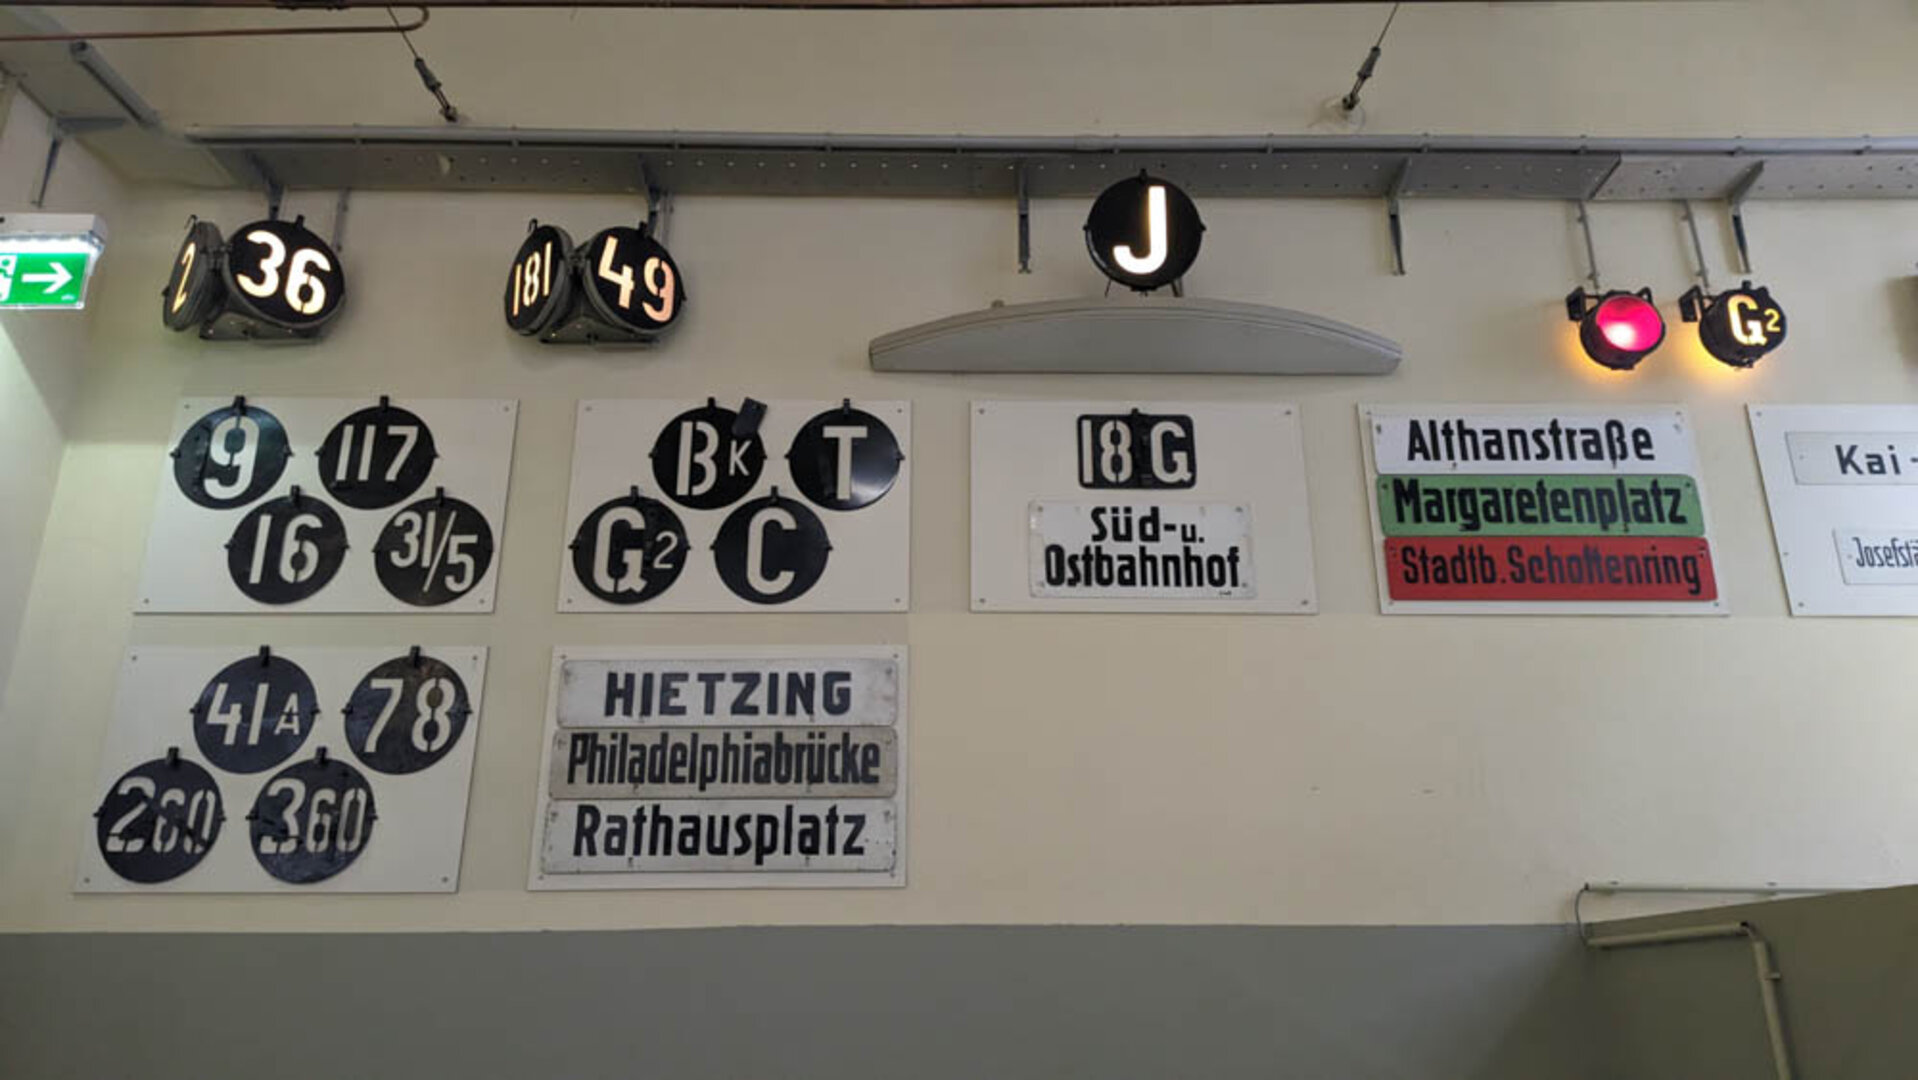 2
36
181
49
J
G2
9
117
16
31/5
BK
T
G2
C
18G
Süd-u.
Ostbahnhof
Althanstraße
Margaretenplatz
Stadtb. Schottenring
Kai-
41A
78
260
360
HIETZING
Philadelphiabrücke
Rathausplatz